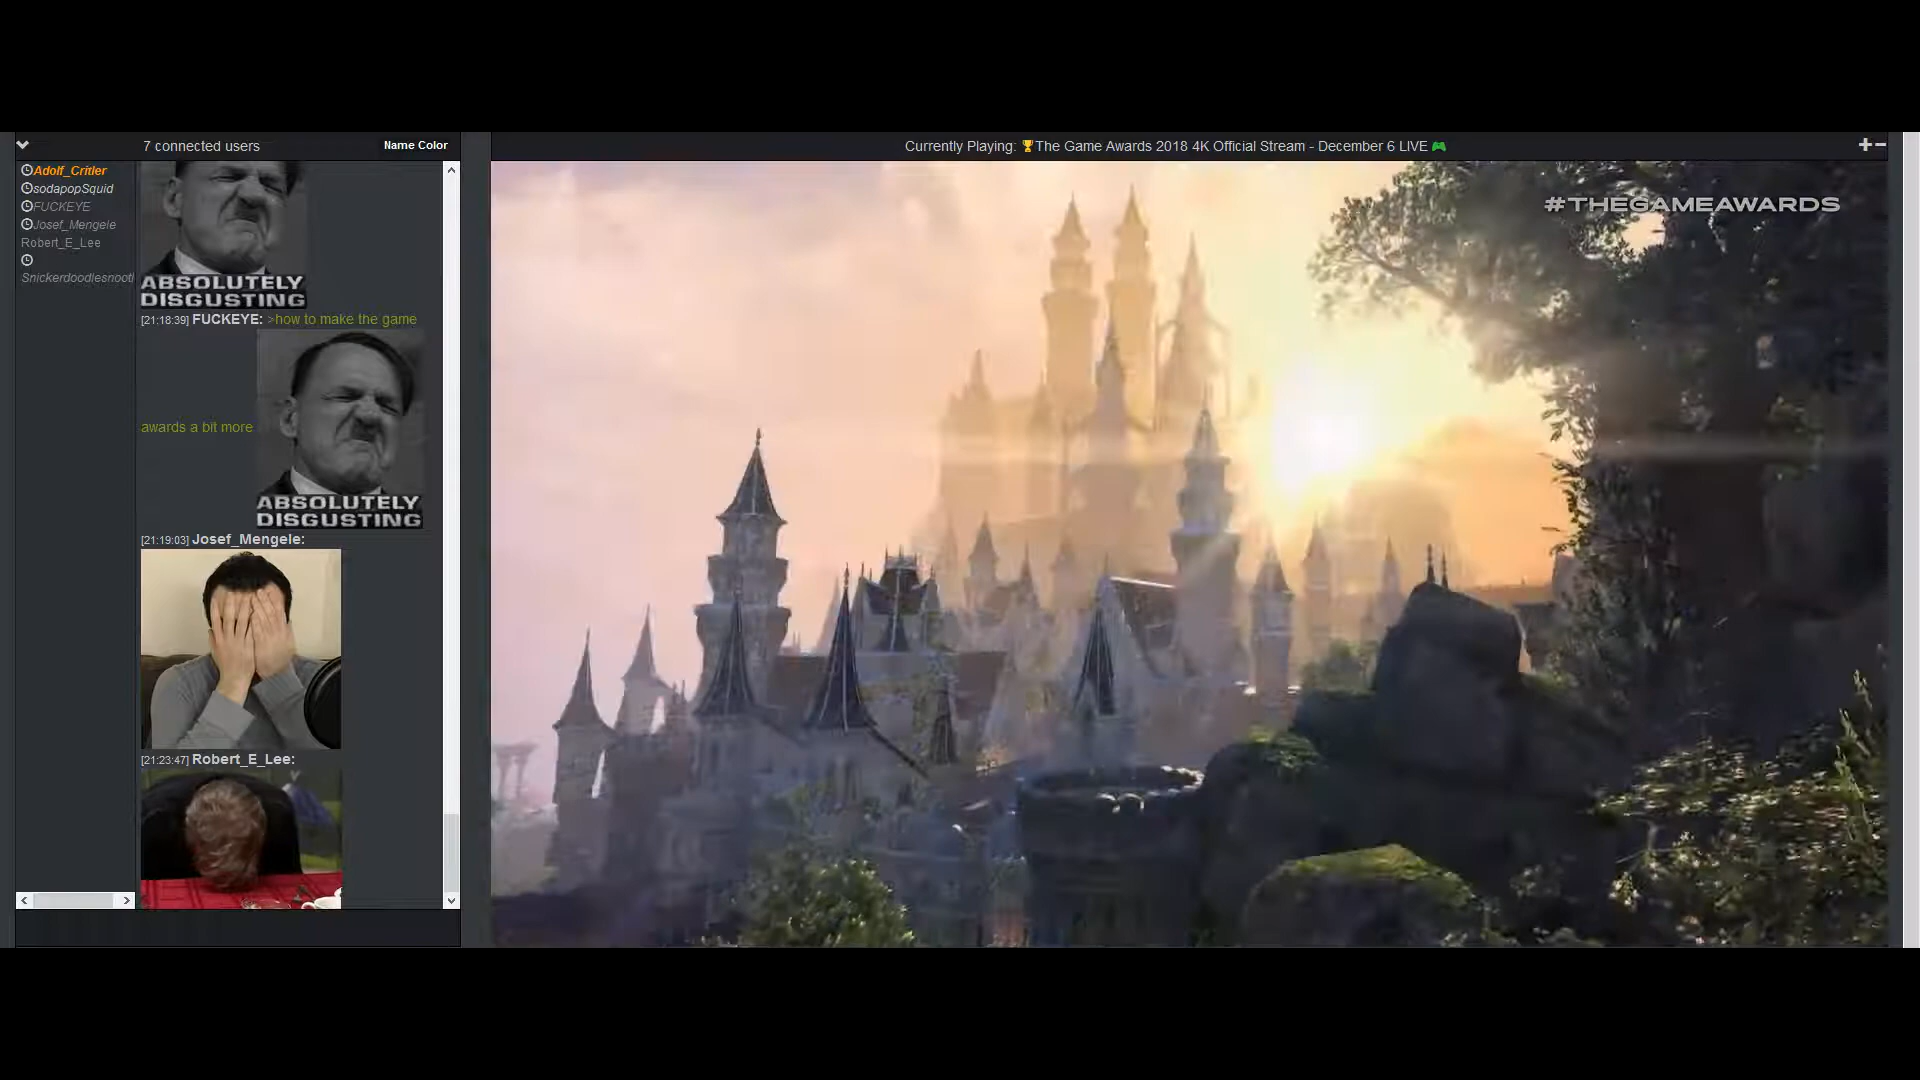 7 connected users
Name Color
Adolf_Critler
sodapopSquid
FUCKEYE
Josef_Mengele
Robert_E_Lee
Snickerdoodlesnootl
ABSOLUTELY
DISGUSTING
[21:18:39] FUCKEYE: >how to make the game
awards a bit more
ABSOLUTELY
DISGUSTING
[21:19:03] Josef_Mengele:
[21:23:47] Robert_E_Lee:
Currently Playing: 🏆The Game Awards 2018 4K Official Stream - December 6 LIVE 🎮
#THEGAMEAWARDS